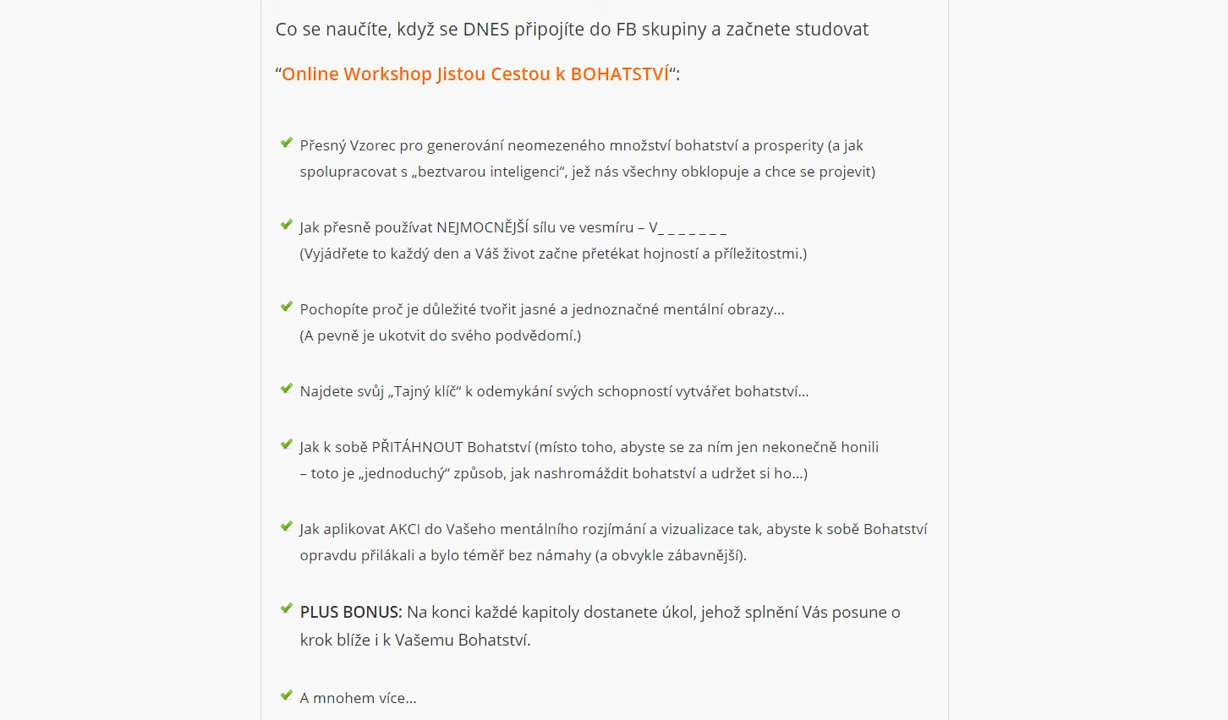 Co se naučíte, když se DNES připojíte do FB skupiny a začnete studovat
“Online Workshop Jistou Cestou k BOHATSTVÍ“:
Přesný Vzorec pro generování neomezeného množství bohatství a prosperity (a jak
spolupracovat s „beztvarou inteligenci“, jež nás všechny obklopuje a chce se projevit)
Jak přesně používat NEJMOCNĚJŠÍ sílu ve vesmíru – V_ _ _ _ _ _ _
(Vyjádřete to každý den a Váš život začne přetékat hojností a příležitostmi.)
Pochopíte proč je důležité tvořit jasné a jednoznačné mentální obrazy…
(A pevně je ukotvit do svého podvědomí.)
Najdete svůj „Tajný klíč“ k odemykání svých schopností vytvářet bohatství…
Jak k sobě PŘITÁHNOUT Bohatství (místo toho, abyste se za ním jen nekonečně honili
– toto je „jednoduchý“ způsob, jak nashromáždit bohatství a udržet si ho…)
Jak aplikovat AKCI do Vašeho mentálního rozjímání a vizualizace tak, abyste k sobě Bohatství
opravdu přilákali a bylo téměř bez námahy (a obvykle zábavnější).
PLUS BONUS: Na konci každé kapitoly dostanete úkol, jehož splnění Vás posune o
krok blíže i k Vašemu Bohatství.
A mnohem více…